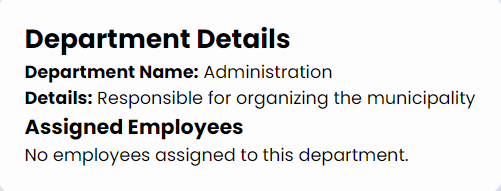 Department Details
Department Name: Administration
Details: Responsible for organizing the municipality
Assigned Employees
No employees assigned to this department.